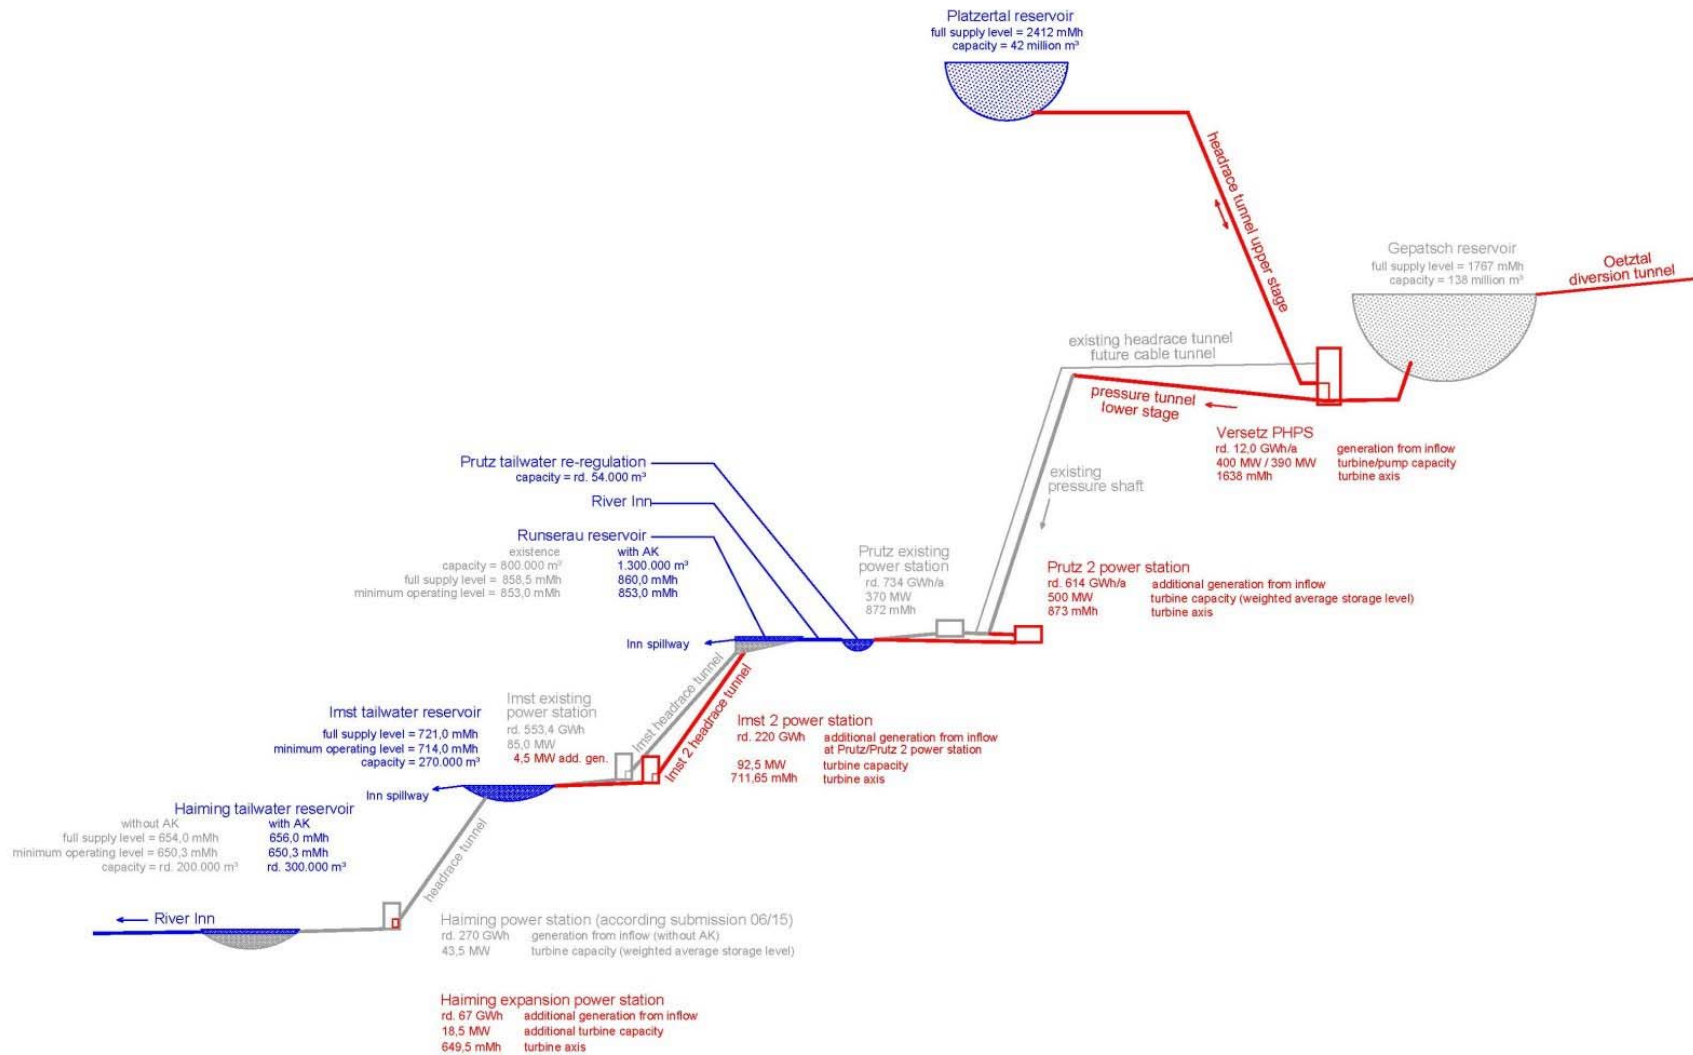 Platzertal reservoir
full supply level = 2412 mMh
capacity = 42 million m³
headrace tunnel upper stage
Gepatsch reservoir
full supply level = 1767 mMh
capacity = 138 million m³
Oetztal
diversion tunnel
existing headrace tunnel
future cable tunnel
pressure tunnel
lower stage
Versetz PHPS
rd. 12,0 GWh/a generation from inflow
400 MW / 390 MW turbine/pump capacity
1638 mMh turbine axis
existing
pressure shaft
Prutz tailwater re-regulation
capacity = rd. 54.000 m³
River Inn
Runserau reservoir
existence with AK
capacity = 800.000 m³ 1.300.000 m³
full supply level = 858,5 mMh 860,0 mMh
minimum operating level = 853,0 mMh 853,0 mMh
Prutz existing
power station
rd. 734 GWh/a
370 MW
872 mMh
Prutz 2 power station
rd. 614 GWh/a additional generation from inflow
500 MW turbine capacity (weighted average storage level)
873 mMh turbine axis
Inn spillway
Imst headrace tunnel
Imst 2 headrace tunnel
Imst tailwater reservoir
full supply level = 721,0 mMh
minimum operating level = 714,0 mMh
capacity = 270.000 m³
Imst existing
power station
rd. 553,4 GWh
85,0 MW
4,5 MW add. gen.
Imst 2 power station
rd. 220 GWh additional generation from inflow
at Prutz/Prutz 2 power station
92,5 MW turbine capacity
711,65 mMh turbine axis
Inn spillway
Haiming tailwater reservoir
without AK with AK
full supply level = 654,0 mMh 656,0 mMh
minimum operating level = 650,3 mMh 650,3 mMh
capacity = rd. 200.000 m³ rd. 300.000 m³
headrace tunnel
River Inn
Haiming power station (according submission 06/15)
rd. 270 GWh generation from inflow (without AK)
43,5 MW turbine capacity (weighted average storage level)
Haiming expansion power station
rd. 67 GWh additional generation from inflow
18,5 MW additional turbine capacity
649,5 mMh turbine axis